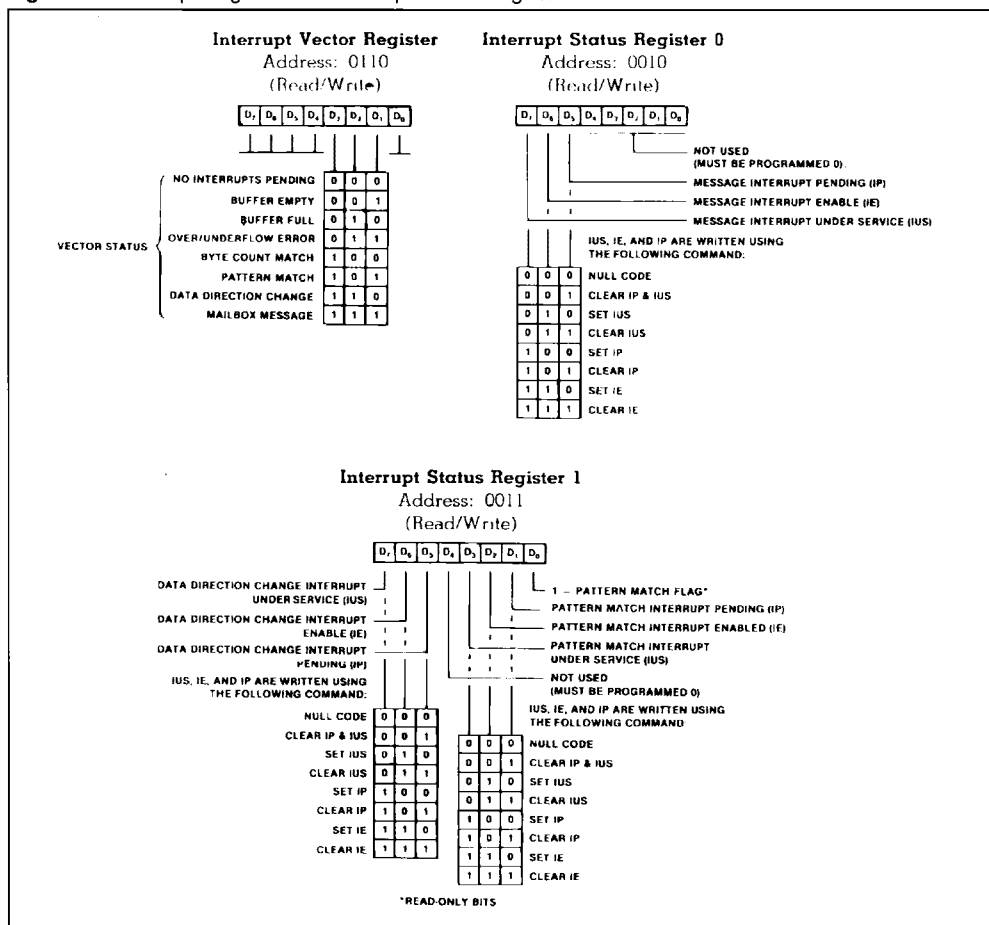 Interrupt Vector Register
Address: 0110
(Read/Write)
D7 D6 D5 D4 D3 D2 D1 D0
VECTOR STATUS
NO INTERRUPTS PENDING 0 0 0
BUFFER EMPTY 0 0 1
BUFFER FULL 0 1 0
OVER/UNDERFLOW ERROR 0 1 1
BYTE COUNT MATCH 1 0 0
PATTERN MATCH 1 0 1
DATA DIRECTION CHANGE 1 1 0
MAILBOX MESSAGE 1 1 1
Interrupt Status Register 0
Address: 0010
(Read/Write)
D7 D6 D5 D4 D3 D2 D1 D0
NOT USED
(MUST BE PROGRAMMED 0)
MESSAGE INTERRUPT PENDING (IP)
MESSAGE INTERRUPT ENABLE (IE)
MESSAGE INTERRUPT UNDER SERVICE (IUS)
IUS, IE, AND IP ARE WRITTEN USING
THE FOLLOWING COMMAND:
0 0 0 NULL CODE
0 0 1 CLEAR IP & IUS
0 1 0 SET IUS
0 1 1 CLEAR IUS
1 0 0 SET IP
1 0 1 CLEAR IP
1 1 0 SET IE
1 1 1 CLEAR IE
Interrupt Status Register 1
Address: 0011
(Read/Write)
D7 D6 D5 D4 D3 D2 D1 D0
DATA DIRECTION CHANGE INTERRUPT
UNDER SERVICE (IUS)
DATA DIRECTION CHANGE INTERRUPT
ENABLE (IE)
DATA DIRECTION CHANGE INTERRUPT
PENDING (IP)
IUS, IE, AND IP ARE WRITTEN USING
THE FOLLOWING COMMAND:
NULL CODE 0 0 0
CLEAR IP & IUS 0 0 1
SET IUS 0 1 0
CLEAR IUS 0 1 1
SET IP 1 0 0
CLEAR IP 1 0 1
SET IE 1 1 0
CLEAR IE 1 1 1
1 = PATTERN MATCH FLAG*
PATTERN MATCH INTERRUPT PENDING (IP)
PATTERN MATCH INTERRUPT ENABLED (IE)
PATTERN MATCH INTERRUPT
UNDER SERVICE (IUS)
NOT USED
(MUST BE PROGRAMMED 0)
IUS, IE, AND IP ARE WRITTEN USING
THE FOLLOWING COMMAND
0 0 0 NULL CODE
0 0 1 CLEAR IP & IUS
0 1 0 SET IUS
0 1 1 CLEAR IUS
1 0 0 SET IP
1 0 1 CLEAR IP
1 1 0 SET IE
1 1 1 CLEAR IE
*READ-ONLY BITS